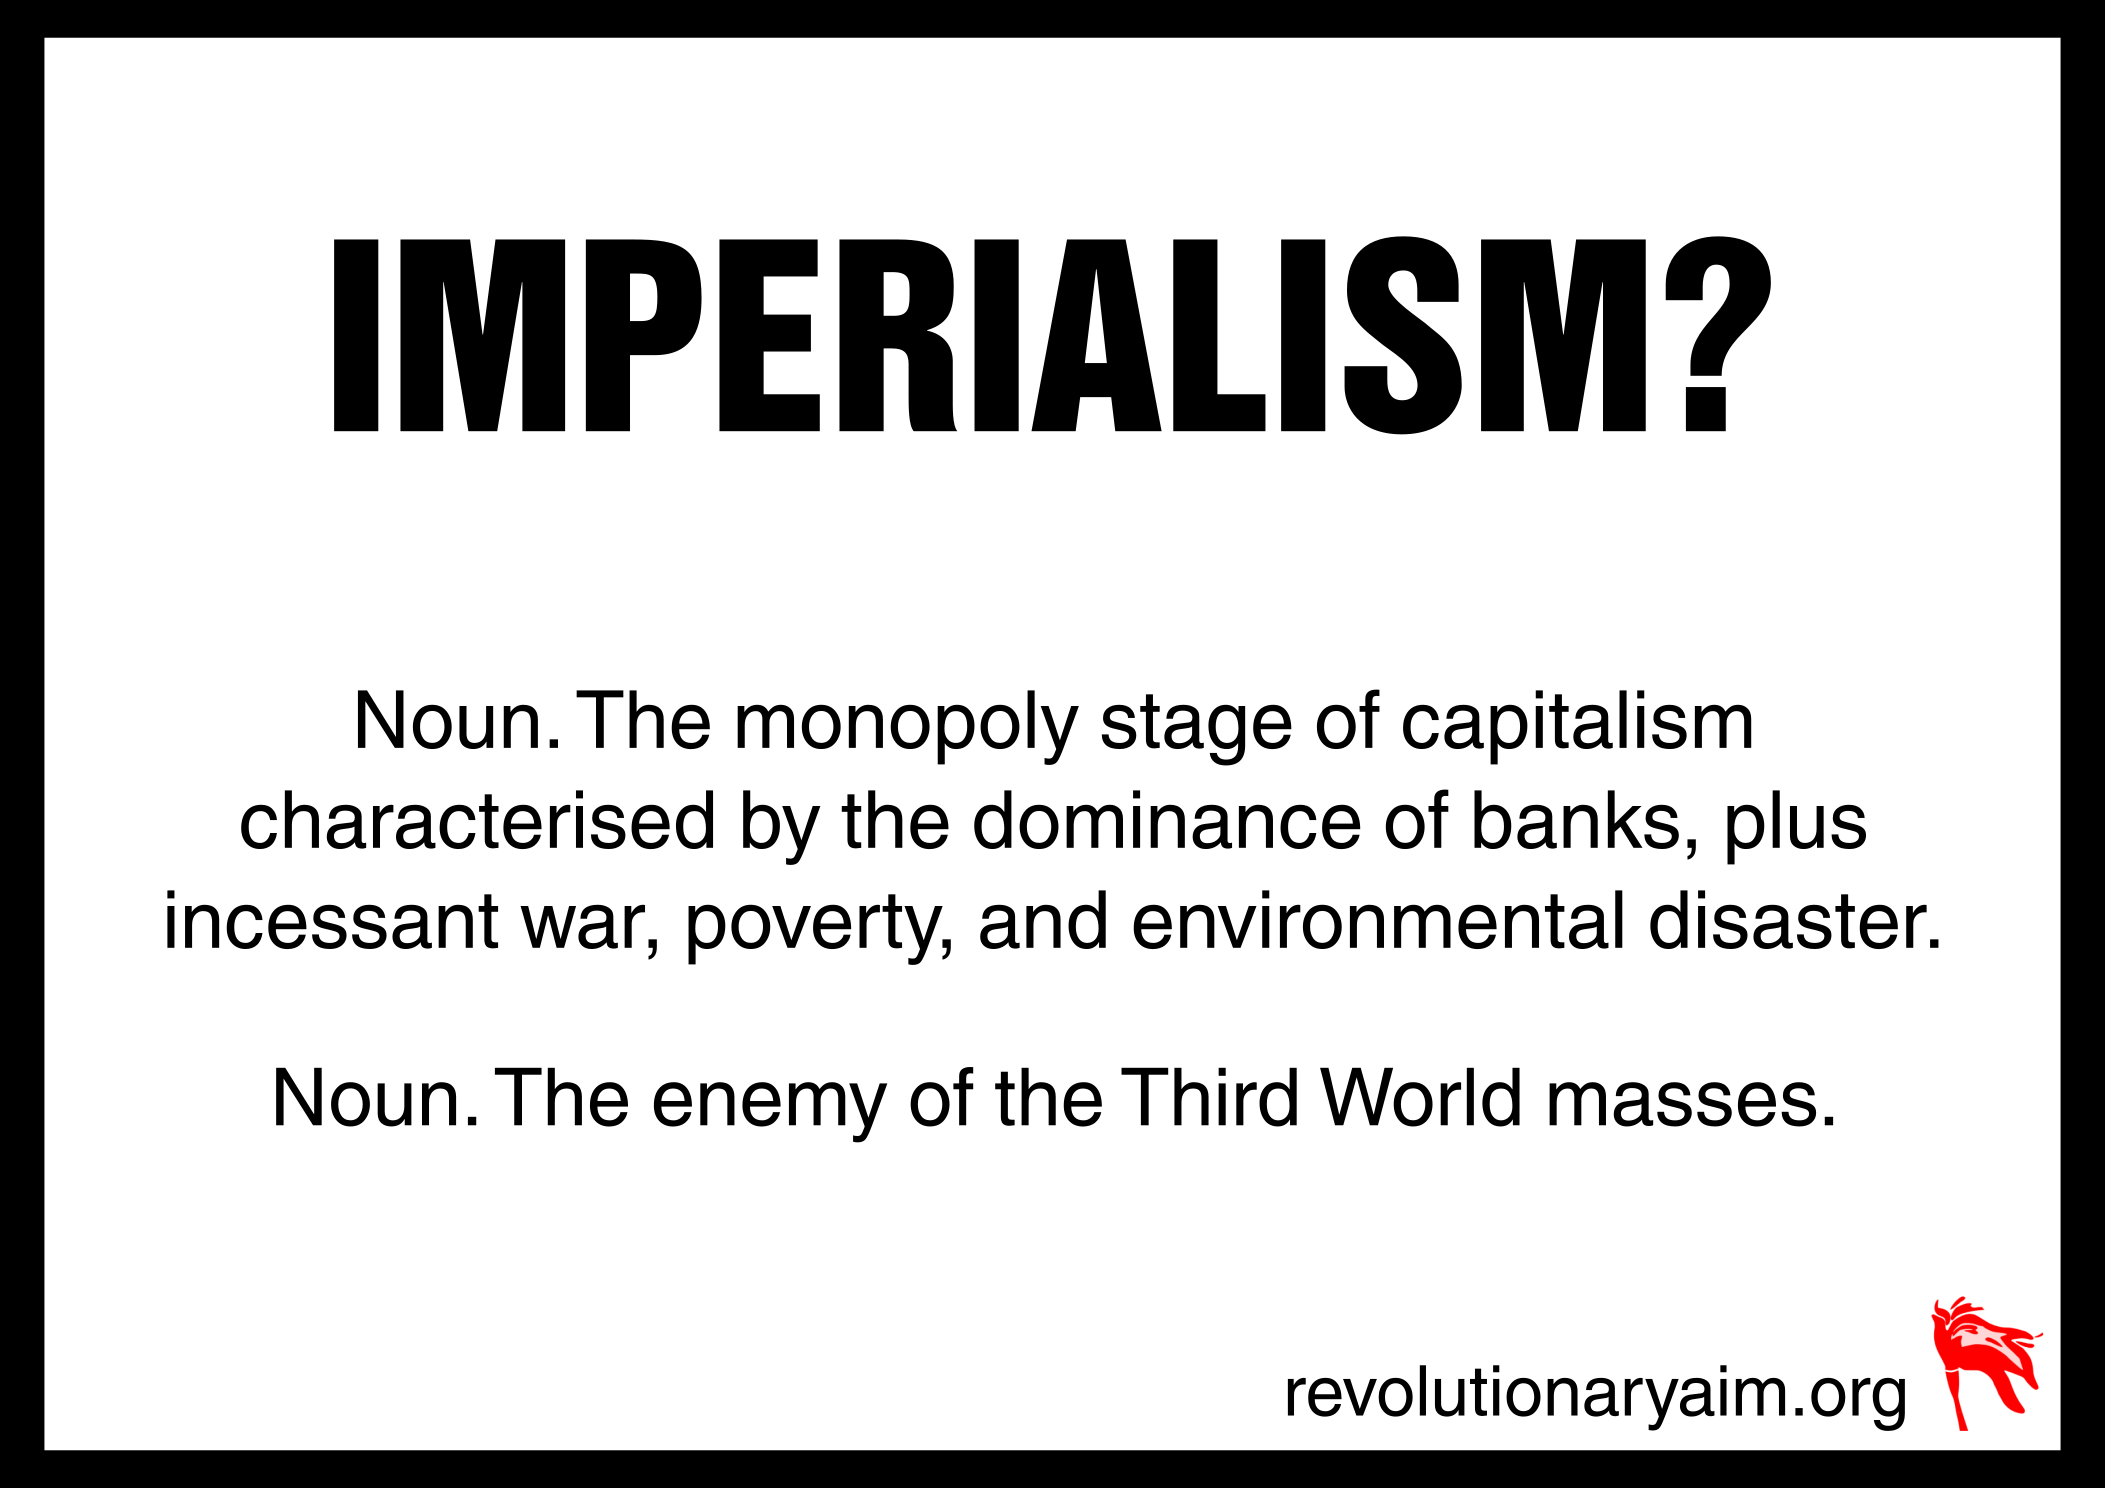 IMPERIALISM?
Noun. The monopoly stage of capitalism
characterised by the dominance of banks, plus
incessant war, poverty, and environmental disaster.
Noun. The enemy of the Third World masses.
revolutionaryaim.org